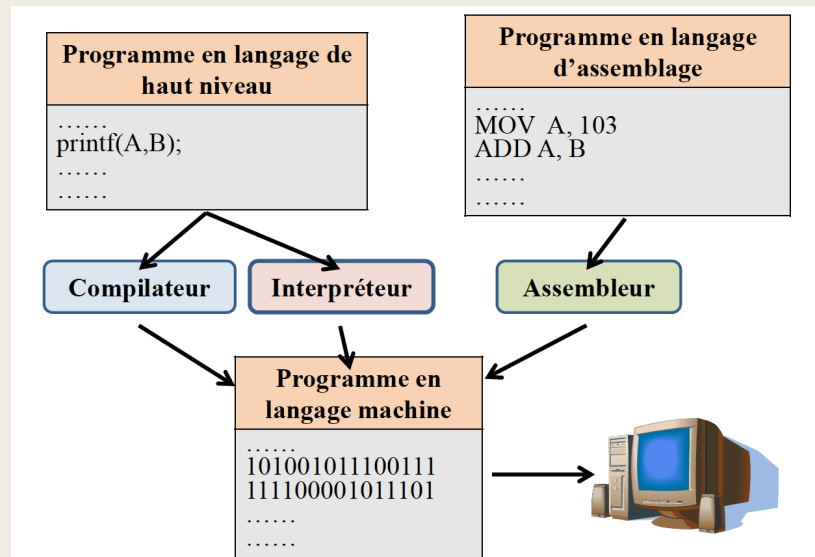 Programme en langage de
haut niveau
......
printf(A,B);
......
......
Programme en langage
d’assemblage
......
MOV A, 103
ADD A, B
......
......
Compilateur
Interpréteur
Assembleur
Programme en
langage machine
......
101001011100111
111100001011101
......
......